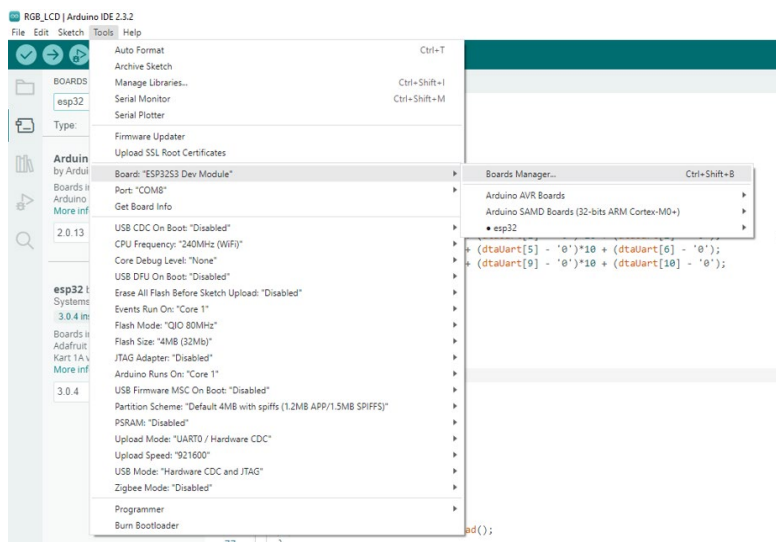 RGB_LCD | Arduino IDE 2.3.2
File Edit Sketch Tools Help
BOARDS
esp32
Type:
Arduin
by Ardui
Boards in
Arduino
More inf
2.0.13
esp32 b
Systems
3.0.4 in
Boards in
Adafruit
Kart 1A v
More inf
3.0.4
Auto Format Ctrl+T
Archive Sketch
Manage Libraries... Ctrl+Shift+I
Serial Monitor Ctrl+Shift+M
Serial Plotter
Firmware Updater
Upload SSL Root Certificates
Board: "ESP32S3 Dev Module"
Port: "COM8"
Get Board Info
USB CDC On Boot: "Disabled"
CPU Frequency: "240MHz (WiFi)"
Core Debug Level: "None"
USB DFU On Boot: "Disabled"
Erase All Flash Before Sketch Upload: "Disabled"
Events Run On: "Core 1"
Flash Mode: "QIO 80MHz"
Flash Size: "4MB (32Mb)"
JTAG Adapter: "Disabled"
Arduino Runs On: "Core 1"
USB Firmware MSC On Boot: "Disabled"
Partition Scheme: "Default 4MB with spiffs (1.2MB APP/1.5MB SPIFFS)"
PSRAM: "Disabled"
Upload Mode: "UART0 / Hardware CDC"
Upload Speed: "921600"
USB Mode: "Hardware CDC and JTAG"
Zigbee Mode: "Disabled"
Programmer
Burn Bootloader
Boards Manager... Ctrl+Shift+B
Arduino AVR Boards
Arduino SAMD Boards (32-bits ARM Cortex-M0+)
• esp32
+ (dtaUart[5] - '0')*10 + (dtaUart[6] - '0');
+ (dtaUart[9] - '0')*10 + (dtaUart[10] - '0');
ad();